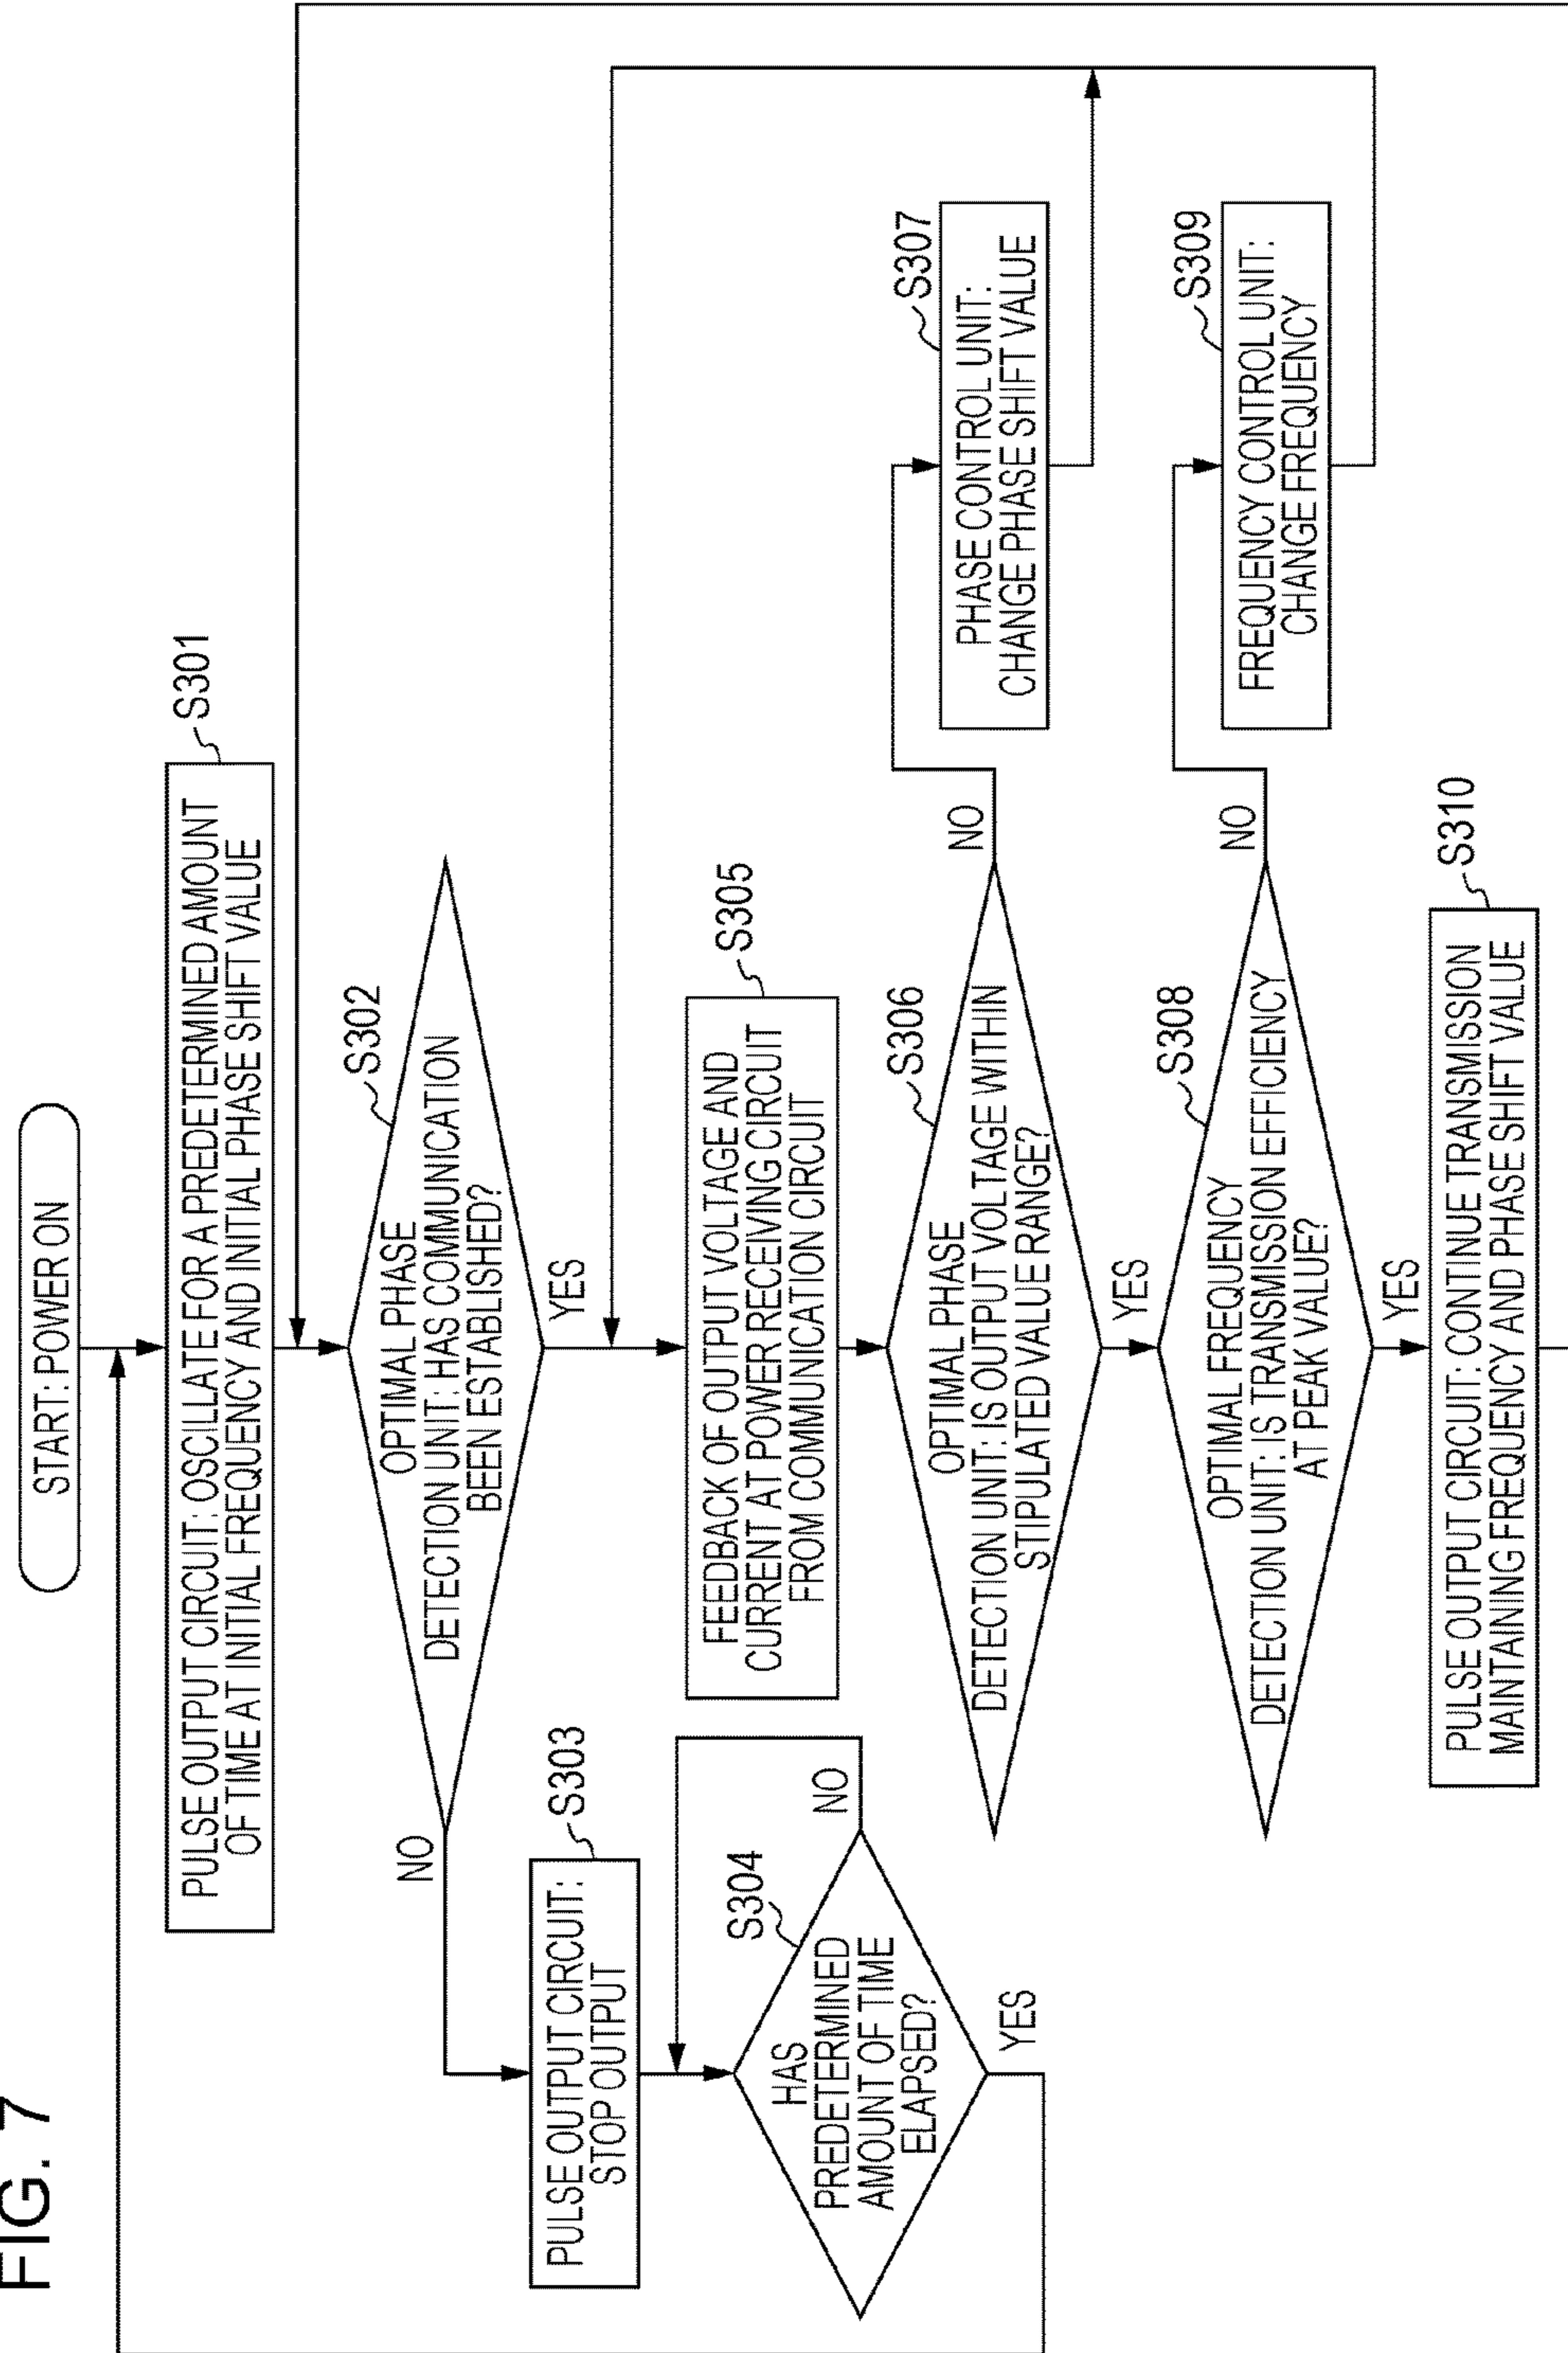 FIG. 7
START: POWER ON
S301
PULSE OUTPUT CIRCUIT: OSCILLATE FOR A PREDETERMINED AMOUNT
OF TIME AT INITIAL FREQUENCY AND INITIAL PHASE SHIFT VALUE
S302
OPTIMAL PHASE
DETECTION UNIT: HAS COMMUNICATION
BEEN ESTABLISHED?
NO
YES
S303
PULSE OUTPUT CIRCUIT:
STOP OUTPUT
S304
HAS
PREDETERMINED
AMOUNT OF TIME
ELAPSED?
NO
YES
S305
FEEDBACK OF OUTPUT VOLTAGE AND
CURRENT AT POWER RECEIVING CIRCUIT
FROM COMMUNICATION CIRCUIT
S306
OPTIMAL PHASE
DETECTION UNIT: IS OUTPUT VOLTAGE WITHIN
STIPULATED VALUE RANGE?
NO
YES
S307
PHASE CONTROL UNIT:
CHANGE PHASE SHIFT VALUE
S308
OPTIMAL FREQUENCY
DETECTION UNIT: IS TRANSMISSION EFFICIENCY
AT PEAK VALUE?
NO
YES
S309
FREQUENCY CONTROL UNIT:
CHANGE FREQUENCY
S310
PULSE OUTPUT CIRCUIT: CONTINUE TRANSMISSION
MAINTAINING FREQUENCY AND PHASE SHIFT VALUE